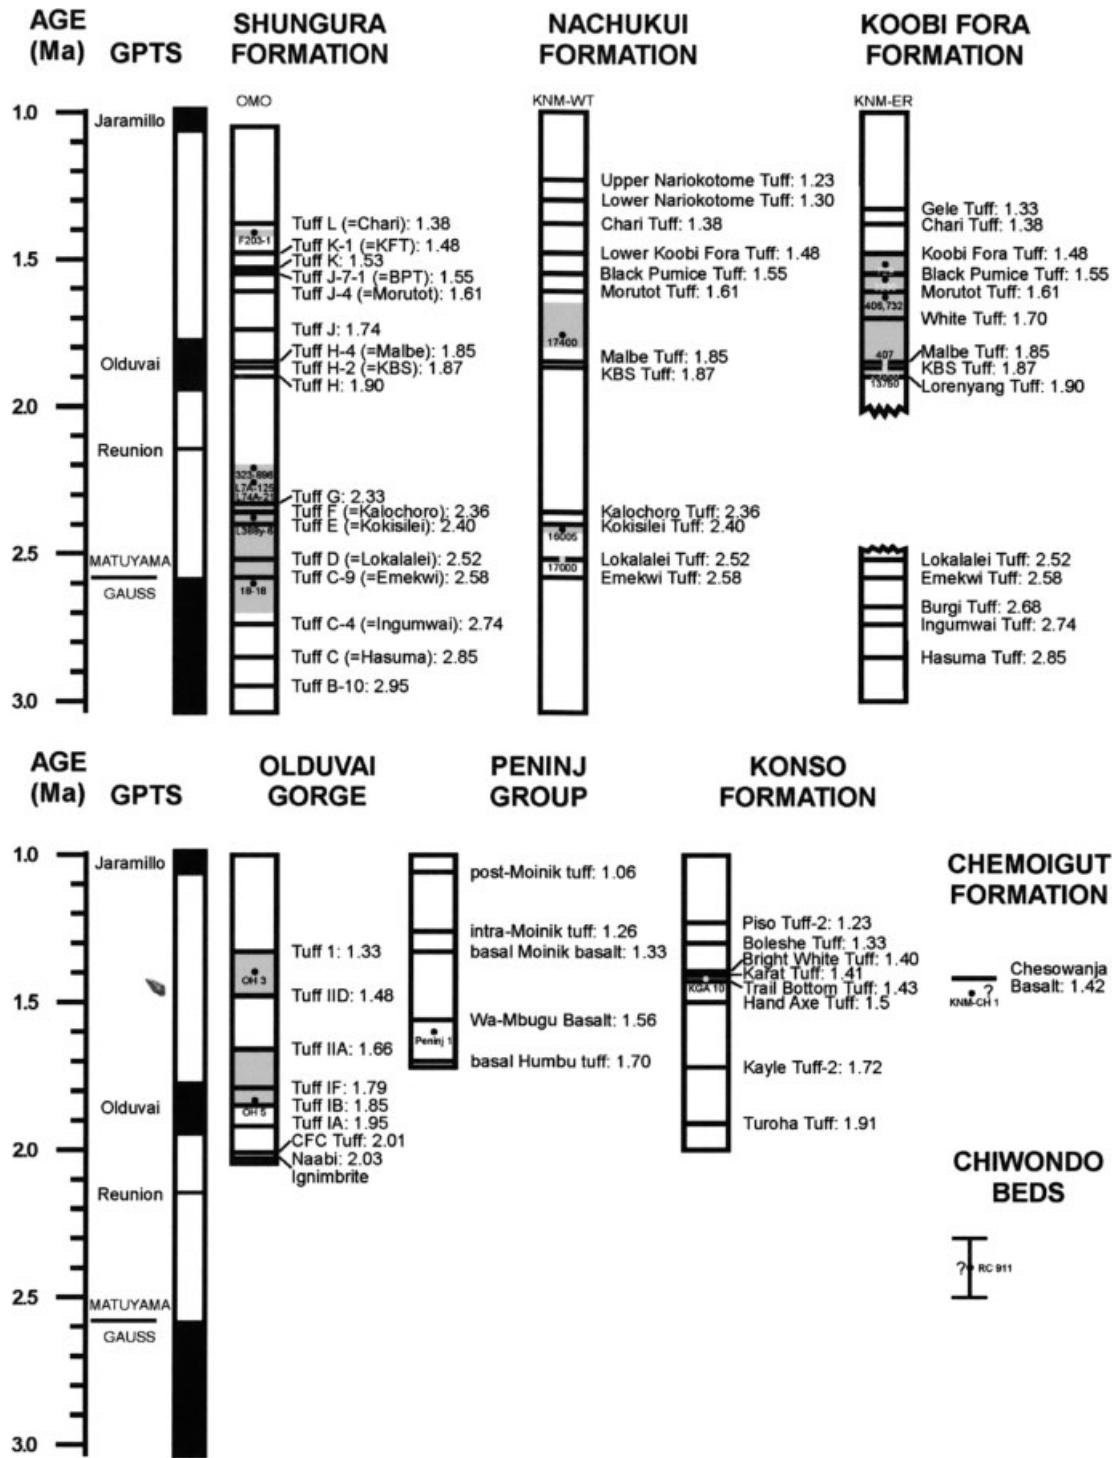 AGE
(Ma)
GPTS
SHUNGURA
FORMATION
NACHUKUI
FORMATION
KOOBI FORA
FORMATION
OMO
KNM-WT
KNM-ER
1.0
1.5
2.0
2.5
3.0
Jaramillo
Olduvai
Reunion
MATUYAMA
GAUSS
Tuff L (=Chari): 1.38
F203-1
Tuff K-1 (=KFT): 1.48
Tuff K: 1.53
Tuff J-7-1 (=BPT): 1.55
Tuff J-4 (=Morutot): 1.61
Tuff J: 1.74
Tuff H-4 (=Malbe): 1.85
Tuff H-2 (=KBS): 1.87
Tuff H: 1.90
323-896
L7A-125
L74A-21
Tuff G: 2.33
Tuff F (=Kalochoro): 2.36
Tuff E (=Kokisilei): 2.40
Tuff D (=Lokalalei): 2.52
Tuff C-9 (=Emekwi): 2.58
18-18
Tuff C-4 (=Ingumwai): 2.74
Tuff C (=Hasuma): 2.85
Tuff B-10: 2.95
Upper Nariokotome Tuff: 1.23
Lower Nariokotome Tuff: 1.30
Chari Tuff: 1.38
Lower Koobi Fora Tuff: 1.48
Black Pumice Tuff: 1.55
Morutot Tuff: 1.61
17400
Malbe Tuff: 1.85
KBS Tuff: 1.87
Kalochoro Tuff: 2.36
Kokisilei Tuff: 2.40
16005
Lokalalei Tuff: 2.52
17000
Emekwi Tuff: 2.58
Gele Tuff: 1.33
Chari Tuff: 1.38
Koobi Fora Tuff: 1.48
Black Pumice Tuff: 1.55
Morutot Tuff: 1.61
406,732
White Tuff: 1.70
407
Malbe Tuff: 1.85
KBS Tuff: 1.87
13750
Lorenyang Tuff: 1.90
Lokalalei Tuff: 2.52
Emekwi Tuff: 2.58
Burgi Tuff: 2.68
Ingumwai Tuff: 2.74
Hasuma Tuff: 2.85
AGE
(Ma)
GPTS
OLDUVAI
GORGE
PENINJ
GROUP
KONSO
FORMATION
1.0
1.5
2.0
2.5
3.0
Jaramillo
Olduvai
Reunion
MATUYAMA
GAUSS
Tuff 1: 1.33
OH 3
Tuff IID: 1.48
Tuff IIA: 1.66
Tuff IF: 1.79
Tuff IB: 1.85
OH 5
Tuff IA: 1.95
CFC Tuff: 2.01
Naabi: 2.03
Ignimbrite
post-Moinik tuff: 1.06
intra-Moinik tuff: 1.26
basal Moinik basalt: 1.33
Wa-Mbugu Basalt: 1.56
Peninj 1
basal Humbu tuff: 1.70
Piso Tuff-2: 1.23
Boleshe Tuff: 1.33
Bright White Tuff: 1.40
Karat Tuff: 1.41
Trail Bottom Tuff: 1.43
KGA 10
Hand Axe Tuff: 1.5
Kayle Tuff-2: 1.72
Turoha Tuff: 1.91
CHEMOIGUT
FORMATION
Chesowanja
Basalt: 1.42
?
KNM-CH 1
CHIWONDO
BEDS
? RC 911